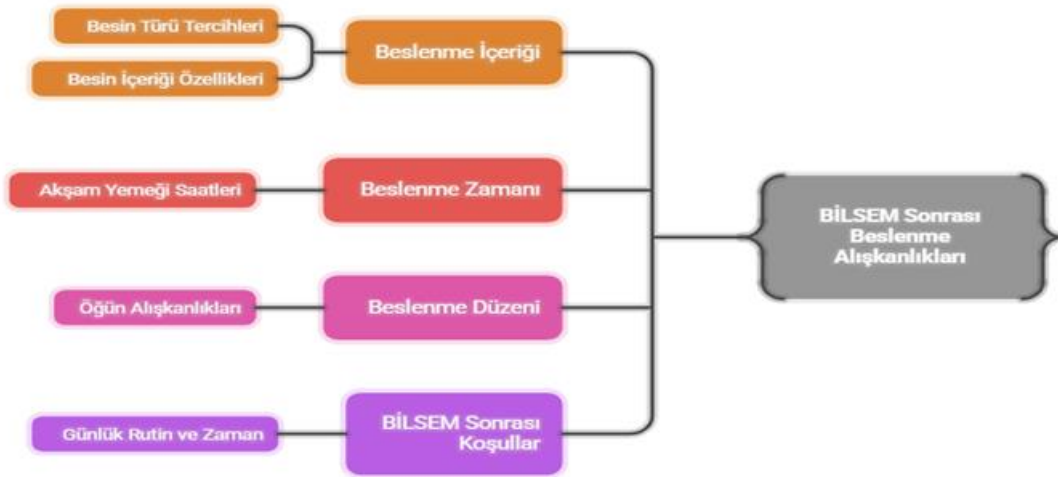 Besin Türü Tercihleri
Besin İçeriği Özellikleri
Beslenme İçeriği
Akşam Yemeği Saatleri
Beslenme Zamanı
Öğün Alışkanlıkları
Beslenme Düzeni
Günlük Rutin ve Zaman
BİLSEM Sonrası
Koşullar
BİLSEM Sonrası
Beslenme
Alışkanlıkları